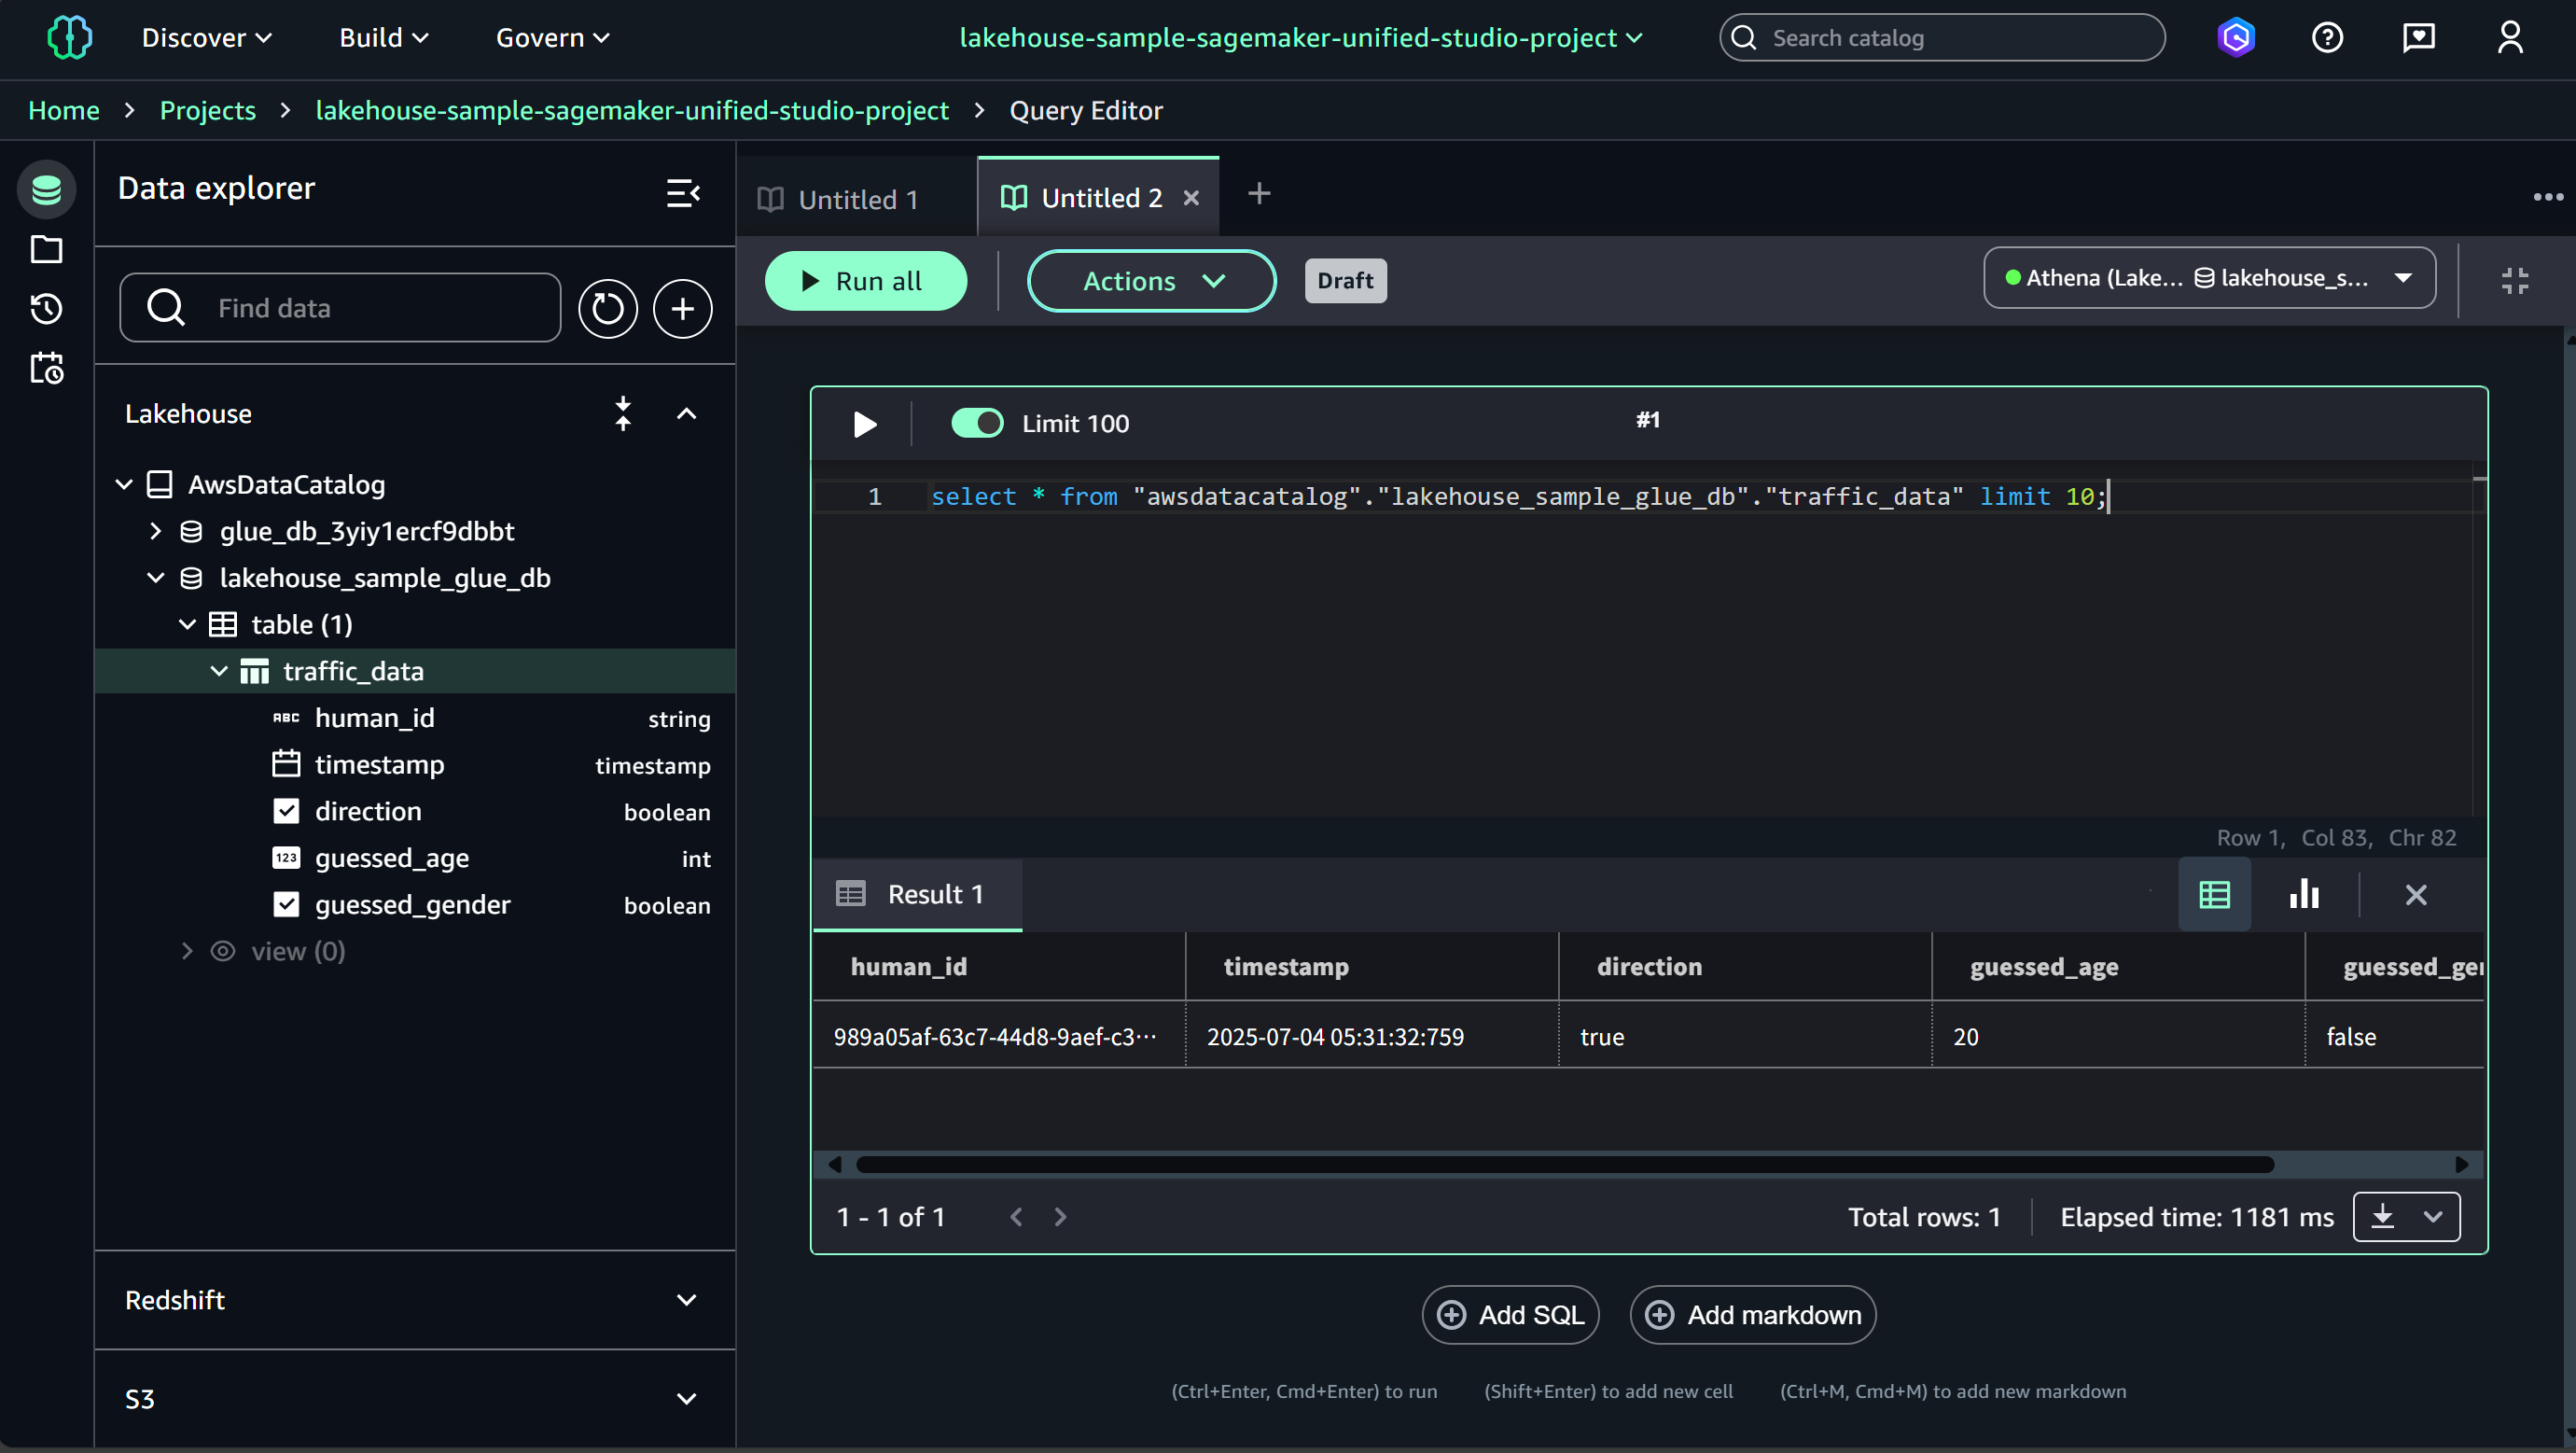 Discover
Build
Govern
lakehouse-sample-sagemaker-unified-studio-project
Search catalog
Home > Projects > lakehouse-sample-sagemaker-unified-studio-project > Query Editor
Data explorer
Find data
Lakehouse
AwsDataCatalog
glue_db_3yiy1ercf9dbbt
lakehouse_sample_glue_db
table (1)
traffic_data
ABC human_id string
timestamp timestamp
direction boolean
123 guessed_age int
guessed_gender boolean
view (0)
Redshift
S3
Untitled 1
Untitled 2
Run all
Actions
Draft
Athena (Lake... lakehouse_s...
Limit 100
#1
1 select * from "awsdatacatalog"."lakehouse_sample_glue_db"."traffic_data" limit 10;
Row 1, Col 83, Chr 82
Result 1
human_id timestamp direction guessed_age guessed_ge
989a05af-63c7-44d8-9aef-c3... 2025-07-04 05:31:32:759 true 20 false
1 - 1 of 1
Total rows: 1
Elapsed time: 1181 ms
Add SQL
Add markdown
(Ctrl+Enter, Cmd+Enter) to run (Shift+Enter) to add new cell (Ctrl+M, Cmd+M) to add new markdown